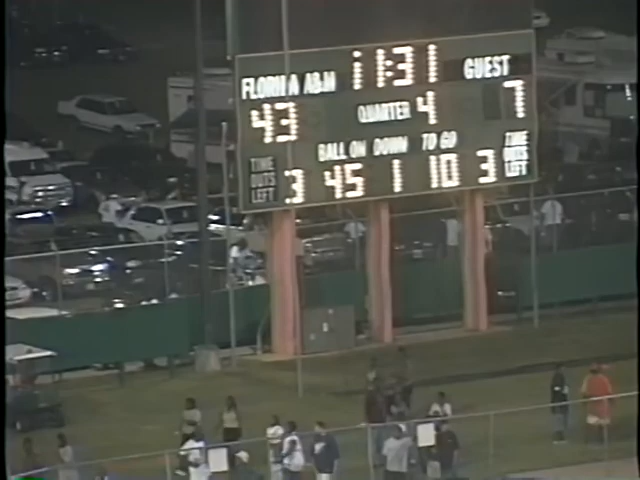 FLORIDA A&M 11:31 GUEST
43 QUARTER 4 7
BALL ON DOWN TO GO
TIME OUTS LEFT 3 45 1 10 3 TIME OUTS LEFT